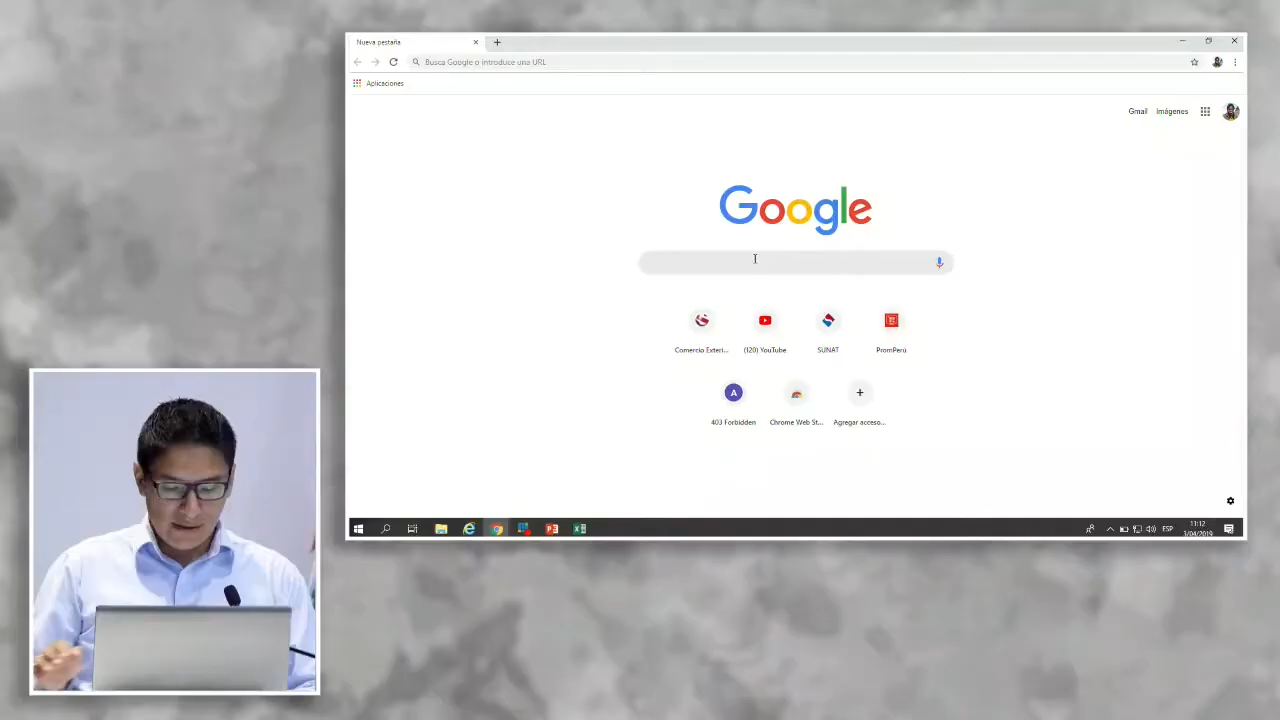 Nueva pestaña
Busca Google o introduce una URL
Aplicaciones
Gmail Imágenes
Google
Comercio Exteri... (120) YouTube SUNAT PromPerú
A
403 Forbidden Chrome Web St... Agregar acceso...
ESP 11:12
3/04/2019